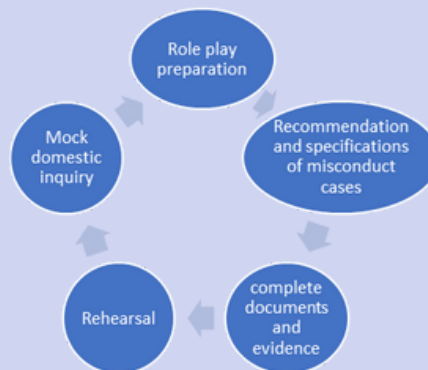 Role play
preparation
Recommendation
and specifications
of misconduct
cases
complete
documents
and
evidence
Rehearsal
Mock
domestic
inquiry